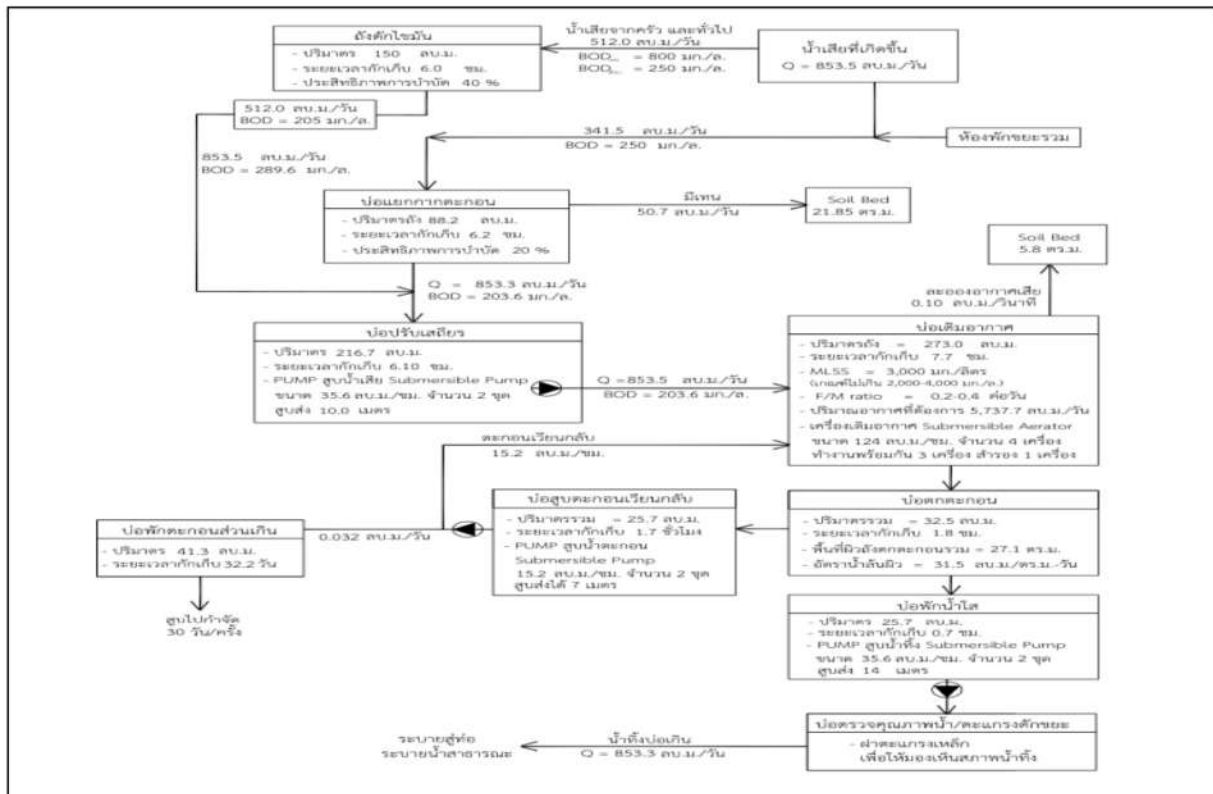 ถังดักไขมัน
- ปริมาตร 150 ลบ.ม.
- ระยะเวลากักเก็บ 6.0 ชม.
- ประสิทธิภาพการบำบัด 40 %
น้ำเสียจากครัว และทั่วไป
512.0 ลบ.ม./วัน
= 800 มก./ล.
= 250 มก./ล.
น้ำเสียที่เกิดขึ้น
Q = 853.5 ลบ.ม./วัน
512.0 ลบ.ม./วัน
BOD = 205 มก./ล.
341.5 ลบ.ม./วัน
BOD = 250 มก./ล.
ห้องพักขยะรวม
853.5 ลบ.ม./วัน
BOD = 289.6 มก./ล.
บ่อแยกกากตะกอน
- ปริมาตรถัง 88.2 ลบ.ม.
- ระยะเวลากักเก็บ 6.2 ชม.
- ประสิทธิภาพการบำบัด 20 %
มีเทน
50.7 ลบ.ม./วัน
Soil Bed
21.85 ตร.ม.
Soil Bed
5.8 ตร.ม.
Q = 853.3 ลบ.ม./วัน
BOD = 203.6 มก./ล.
ละอองอากาศเสีย
0.10 ลบ.ม./วินาที
บ่อปรับเสถียร
- ปริมาตร 216.7 ลบ.ม.
- ระยะเวลากักเก็บ 6.10 ชม.
- PUMP สูบน้ำเสีย Submersible Pump
ขนาด 35.6 ลบ.ม./ชม. จำนวน 2 ชุด
สูบส่ง 10.0 เมตร
Q =853.5 ลบ.ม./วัน
BOD = 203.6 มก./ล.
บ่อเติมอากาศ
- ปริมาตรถัง = 273.0 ลบ.ม.
- ระยะเวลากักเก็บ 7.7 ชม.
- MLSS = 3,000 มก./ลิตร
(เกณฑ์ไม่เกิน 2,000-4,000 มก./ล.)
- F/M ratio = 0.2-0.4 ต่อวัน
- ปริมาณอากาศที่ต้องการ 5,737.7 ลบ.ม./วัน
- เครื่องเติมอากาศ Submersible Aerator
ขนาด 124 ลบ.ม./ชม. จำนวน 4 เครื่อง
ทำงานพร้อมกัน 3 เครื่อง สำรอง 1 เครื่อง
ตะกอนเวียนกลับ
15.2 ลบ.ม./ชม.
บ่อพักตะกอนส่วนเกิน
- ปริมาตร 41.3 ลบ.ม.
- ระยะเวลากักเก็บ 32.2 วัน
0.032 ลบ.ม./วัน
บ่อสูบตะกอนเวียนกลับ
- ปริมาตรรวม = 25.7 ลบ.ม.
- ระยะเวลากักเก็บ 1.7 ชั่วโมง
- PUMP สูบน้ำตะกอน
Submersible Pump
15.2 ลบ.ม./ชม. จำนวน 2 ชุด
สูบส่งได้ 7 เมตร
บ่อตกตะกอน
- ปริมาตรรวม = 32.5 ลบ.ม.
- ระยะเวลากักเก็บ 1.8 ชม.
- พื้นที่ผิวถังตกตะกอนรวม = 27.1 ตร.ม.
- อัตราน้ำล้นผิว = 31.5 ลบ.ม./ตร.ม.-วัน
สูบไปกำจัด
30 วัน/ครั้ง
บ่อพักน้ำใส
- ปริมาตร 25.7 ลบ.ม.
- ระยะเวลากักเก็บ 0.7 ชม.
- PUMP สูบน้ำทิ้ง Submersible Pump
ขนาด 35.6 ลบ.ม./ชม. จำนวน 2 ชุด
สูบส่ง 14 เมตร
บ่อตรวจคุณภาพน้ำ/ตะแกรงดักขยะ
- ฝาตะแกรงเหล็ก
เพื่อให้มองเห็นสภาพน้ำทิ้ง
น้ำทิ้งบ่อเกิน
Q = 853.3 ลบ.ม./วัน
ระบายสู่ท่อ
ระบายน้ำสาธารณะ